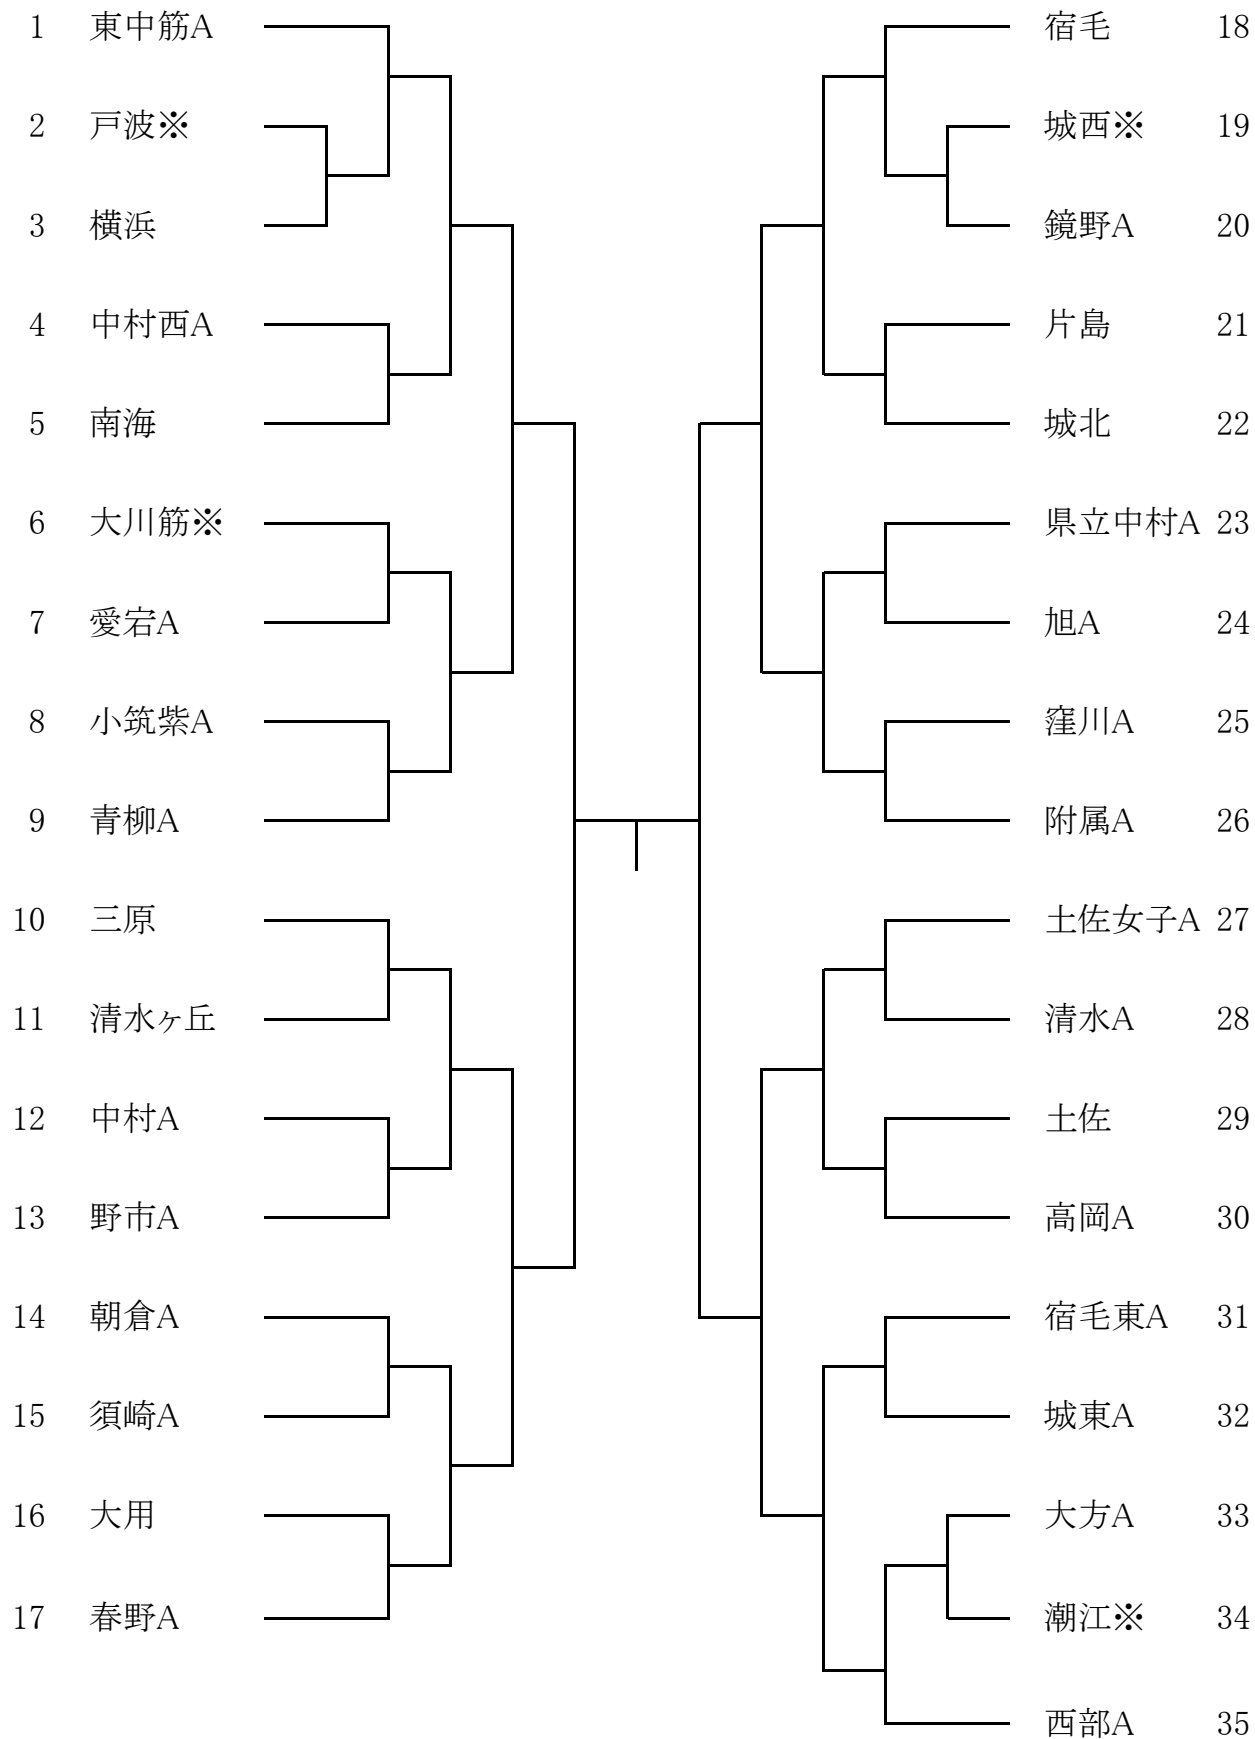 1 東中筋A
2 戸波※
3 横浜
4 中村西A
5 南海
6 大川筋※
7 愛宕A
8 小筑紫A
9 青柳A
10 三原
11 清水ヶ丘
12 中村A
13 野市A
14 朝倉A
15 須崎A
16 大用
17 春野A
宿毛 18
城西※ 19
鏡野A 20
片島 21
城北 22
県立中村A 23
旭A 24
窪川A 25
附属A 26
土佐女子A 27
清水A 28
土佐 29
高岡A 30
宿毛東A 31
城東A 32
大方A 33
潮江※ 34
西部A 35